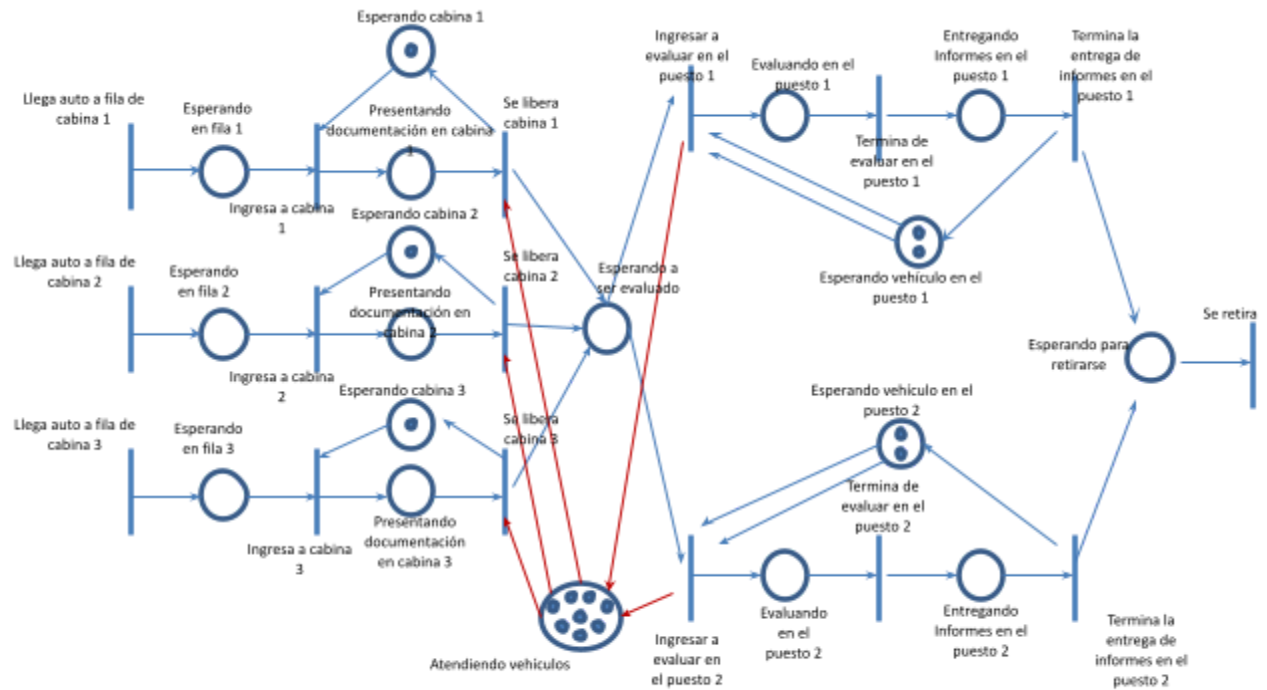 Esperando cabina 1
Llega auto a fila de
cabina 1
Esperando
en fila 1
Presentando
documentación en cabina
1
Se libera
cabina 1
Ingresa a cabina
1
Ingresar a
evaluar en el
puesto 1
Evaluando en el
puesto 1
Entregando
Informes en el
puesto 1
Termina la
entrega de
informes en el
puesto 1
Termina de
evaluar en el
puesto 1
Esperando vehículo en el
puesto 1
Llega auto a fila de
cabina 2
Esperando
en fila 2
Esperando cabina 2
Presentando
documentación en
cabina 2
Se libera
cabina 2
Ingresa a cabina
2
Esperando a
ser evaluado
Esperando para
retirarse
Se retira
Llega auto a fila de
cabina 3
Esperando
en fila 3
Esperando cabina 3
Se libera
cabina 3
Presentando
documentación
en cabina 3
Ingresa a cabina
3
Atendiendo vehiculos
Esperando vehículo en el
puesto 2
Termina de
evaluar en el
puesto 2
Ingresar a
evaluar en
el puesto 2
Evaluando
en el
puesto 2
Entregando
Informes en el
puesto 2
Termina la
entrega de
informes en el
puesto 2